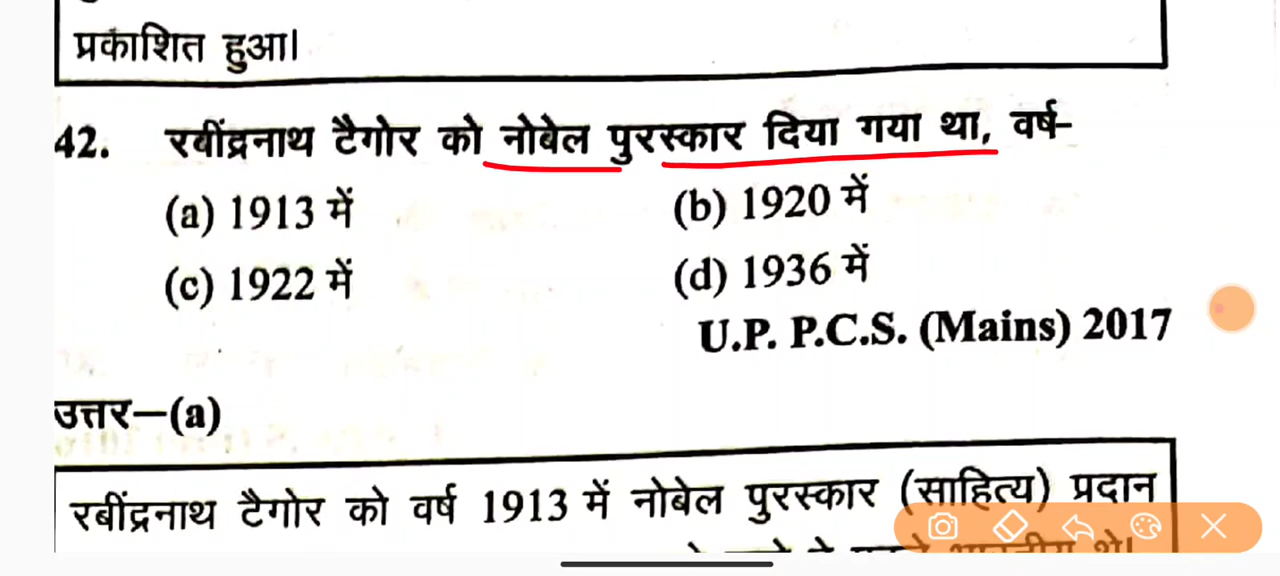 प्रकाशित हुआ।
42. रवींद्रनाथ टैगोर को नोबेल पुरस्कार दिया गया था, वर्ष-
(a) 1913 में (b) 1920 में
(c) 1922 में (d) 1936 में
U.P. P.C.S. (Mains) 2017
उत्तर–(a)
रबींद्रनाथ टैगोर को वर्ष 1913 में नोबेल पुरस्कार (साहित्य) प्रदान